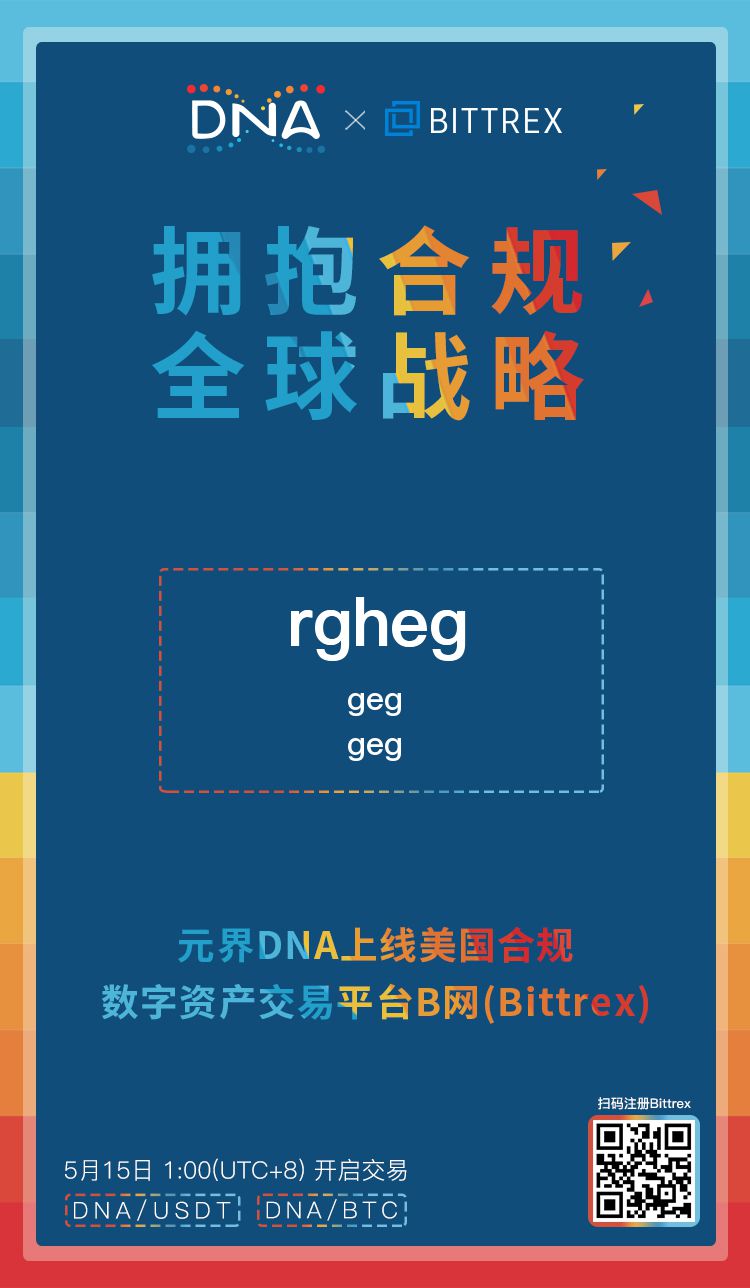 DNA × BITTREX
拥抱合规
全球战略
rgheg
geg
geg
元界DNA上线美国合规
数字资产交易平台B网(Bittrex)
扫码注册Bittrex
5月15日 1:00(UTC+8) 开启交易
DNA/USDT DNA/BTC